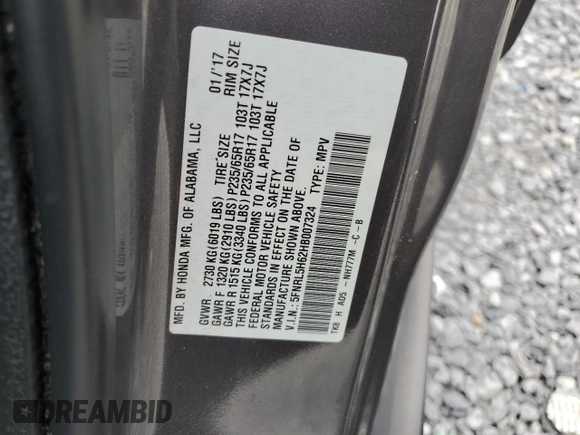 MFD. BY HONDA MFG. OF ALABAMA, LLC 01/'17
GVWR 2730 KG(6019 LBS) TIRE SIZE RIM SIZE
GAWR F 1320 KG(2910 LBS) P235/65R17 103T 17X7J
GAWR R 1515 KG(3340 LBS) P235/65R17 103T 17X7J
THIS VEHICLE CONFORMS TO ALL APPLICABLE
FEDERAL MOTOR VEHICLE SAFETY
STANDARDS IN EFFECT ON THE DATE OF
MANUFACTURE SHOWN ABOVE.
V.I.N.: 5FNRL5H62HB007324 TYPE: MPV
TK8 H A05 - NH777M -C -B
DREAMBID